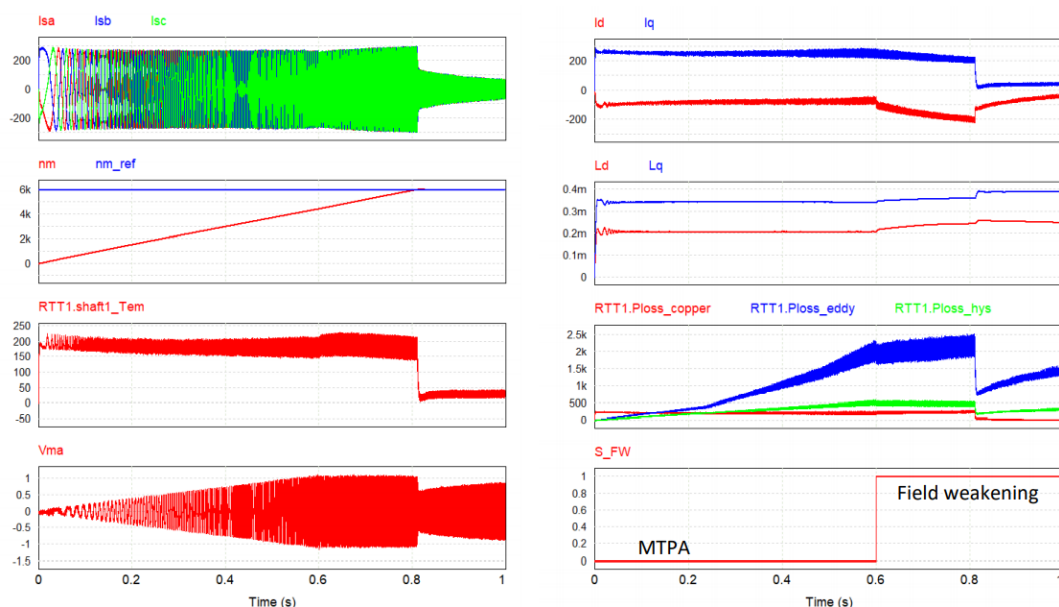 Isa Isb Isc
200
0
-200
nm nm_ref
6k
4k
2k
0
RTT1.shaft1_Tem
250
200
150
100
50
0
-50
Vma
1
0.5
0
-0.5
-1
-1.5
0 0.2 0.4 0.6 0.8 1
Time (s)
Id Iq
200
0
-200
Ld Lq
0.4m
0.3m
0.2m
0.1m
0
RTT1.Ploss_copper RTT1.Ploss_eddy RTT1.Ploss_hys
2.5k
2k
1.5k
1k
500
0
S_FW
1
0.8
0.6
0.4
0.2
0
Field weakening
MTPA
0 0.2 0.4 0.6 0.8 1
Time (s)